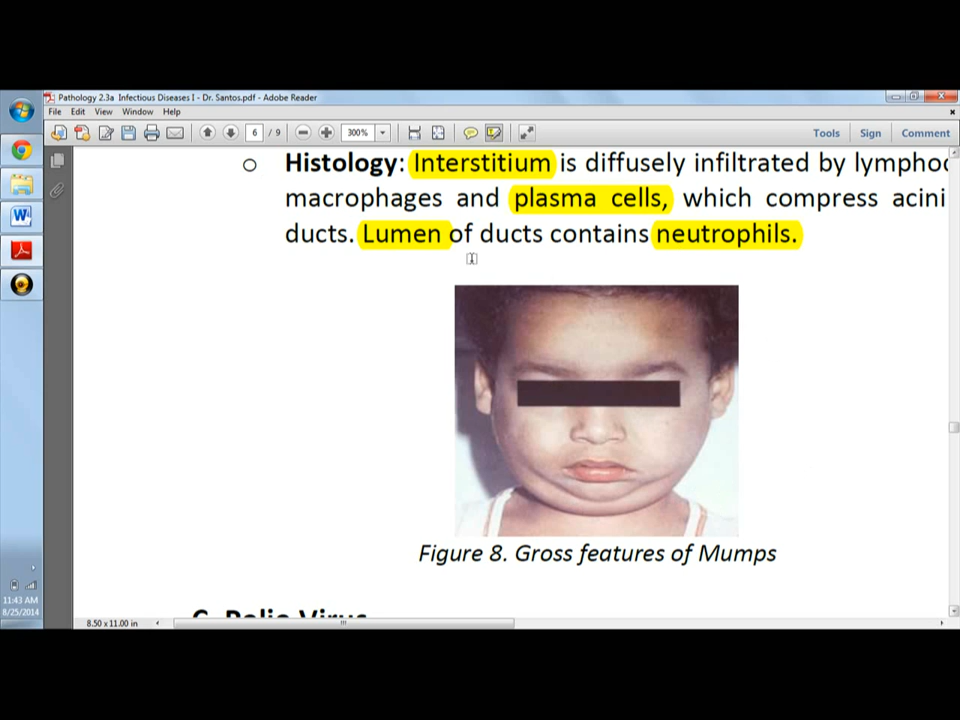 Pathology 2.3a Infectious Diseases I - Dr. Santos.pdf - Adobe Reader
File Edit View Window Help
6 / 9 300% Tools Sign Comment
o Histology: Interstitium is diffusely infiltrated by lymphoc
macrophages and plasma cells, which compress acini
ducts. Lumen of ducts contains neutrophils.
Figure 8. Gross features of Mumps
C. Polio Virus
8.50 x 11.00 in
11:43 AM
8/25/2014